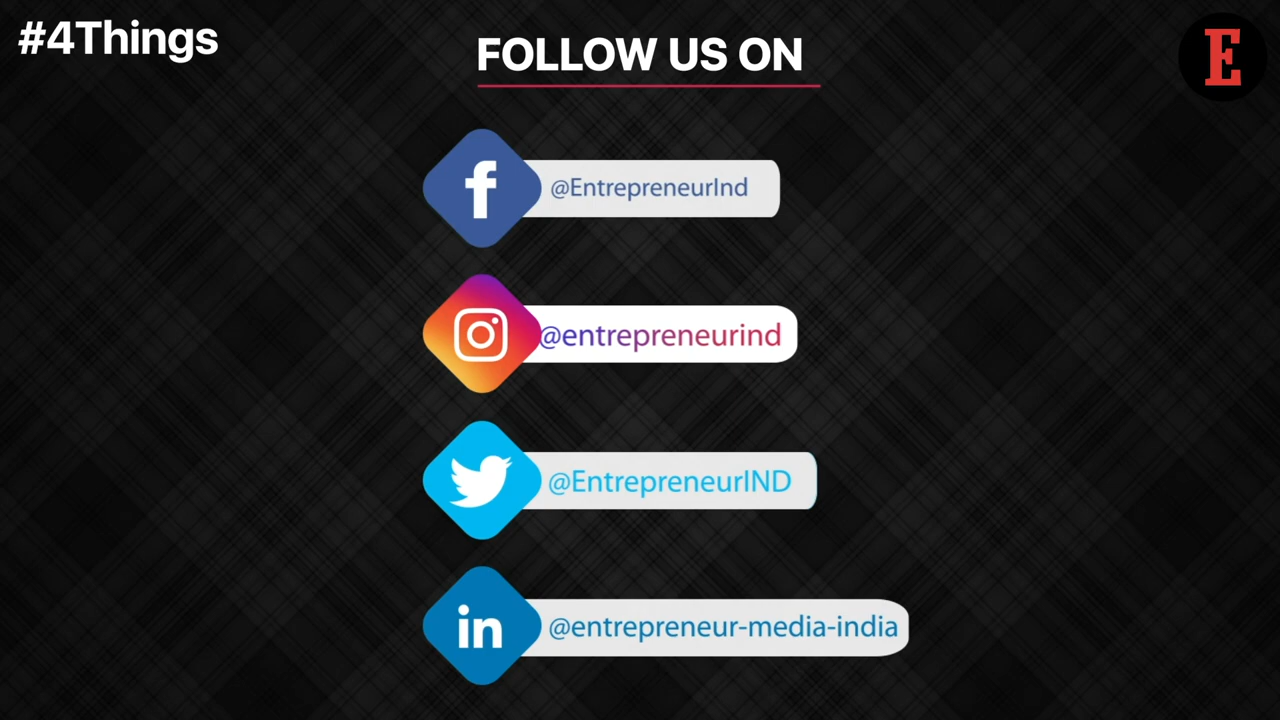 #4Things
FOLLOW US ON
E
f
@EntrepreneurInd
@entrepreneurind
@EntrepreneurIND
in
@entrepreneur-media-india